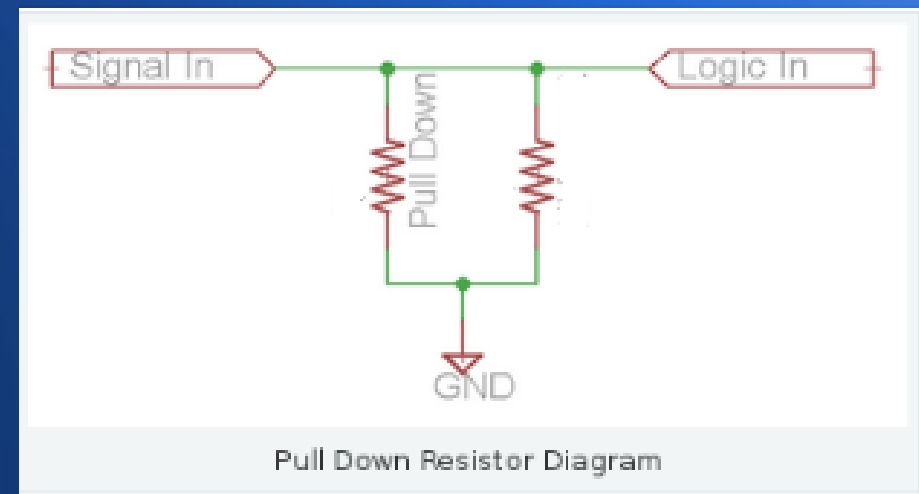 Signal In
Logic In
Pull Down
GND
Pull Down Resistor Diagram